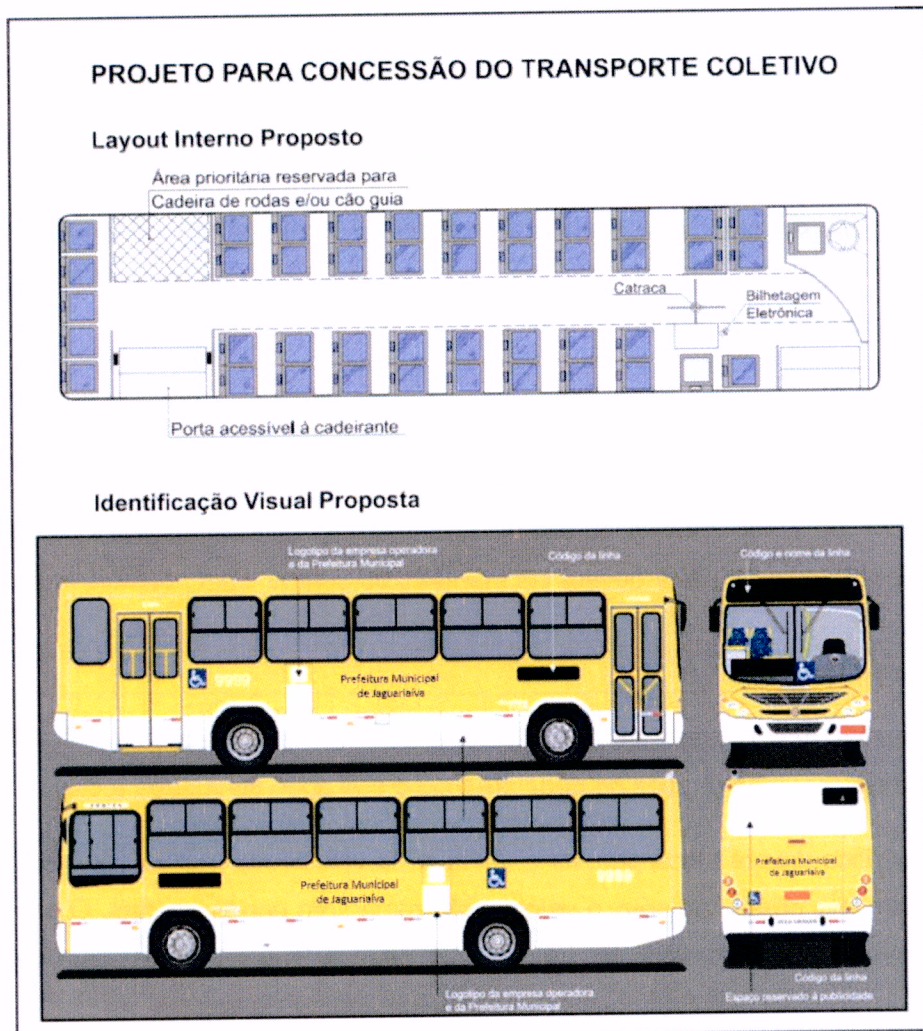 PROJETO PARA CONCESSÃO DO TRANSPORTE COLETIVO
Layout Interno Proposto
Área prioritária reservada para
Cadeira de rodas e/ou cão guia
Catraca
Bilhetagem
Eletrônica
Porta acessível à cadeirante
Identificação Visual Proposta
Logotipo da empresa operadora
e da Prefeitura Municipal
Código da linha
Código e nome da linha
9999
Prefeitura Municipal
de Jaguariaíva
Prefeitura Municipal
de Jaguariaíva
9999
Prefeitura Municipal
de Jaguariaíva
Logotipo da empresa operadora
e da Prefeitura Municipal
Código da linha
Espaço reservado à publicidade